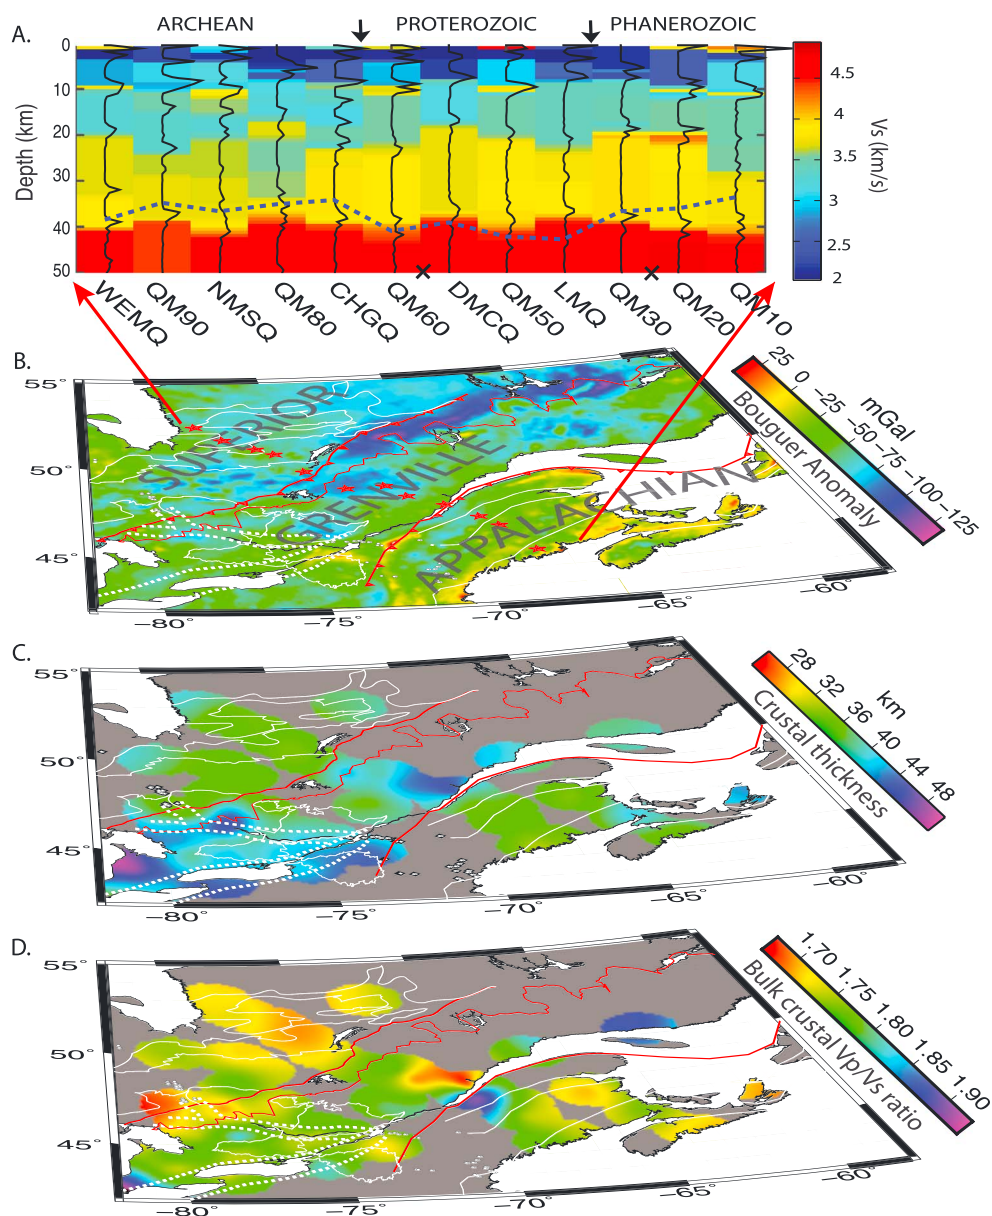 A.
ARCHEAN
PROTEROZOIC
PHANEROZOIC
Depth (km)
0
10
20
30
40
50
4.5
4
3.5
3
2.5
2
Vs (km/s)
WEMQ
QM90
NMSQ
QM80
CHGQ
QM60
DMCQ
QM50
LMQ
QM30
QM20
QM10
B.
55°
50°
45°
−80°
−75°
−70°
−65°
−60°
SUPERIOR
GRENVILLE
APPALACHIAN
25
0
−25
−50
−75
−100
−125
mGal
Bouguer Anomaly
C.
55°
50°
45°
−80°
−75°
−70°
−65°
−60°
28
32
36
40
44
48
km
Crustal thickness
D.
55°
50°
45°
−80°
−75°
−70°
−65°
−60°
1.70
1.75
1.80
1.85
1.90
Bulk crustal Vp/Vs ratio